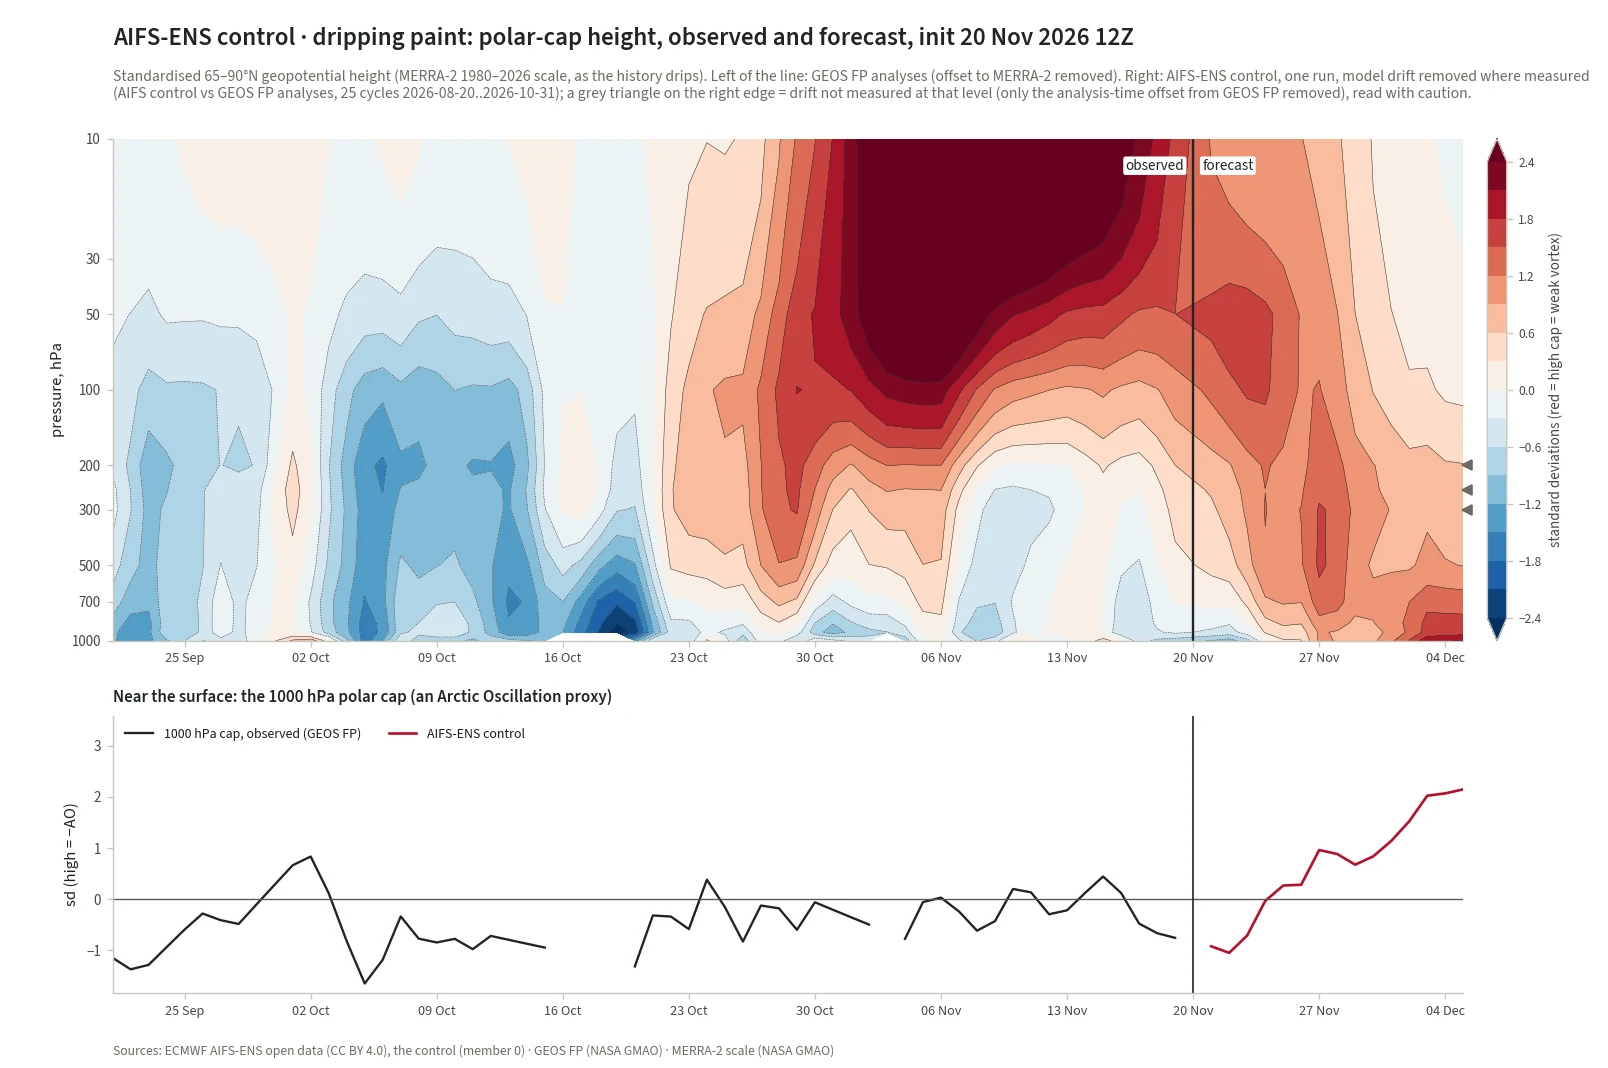 AIFS-ENS control · dripping paint: polar-cap height, observed and forecast, init 20 Nov 2026 12Z
Standardised 65–90°N geopotential height (MERRA-2 1980–2026 scale, as the history drips). Left of the line: GEOS FP analyses (offset to MERRA-2 removed). Right: AIFS-ENS control, one run, model drift removed where measured
(AIFS control vs GEOS FP analyses, 25 cycles 2026-08-20..2026-10-31); a grey triangle on the right edge = drift not measured at that level (only the analysis-time offset from GEOS FP removed), read with caution.
pressure, hPa
10
30
50
100
200
300
500
700
1000
observed
forecast
25 Sep
02 Oct
09 Oct
16 Oct
23 Oct
30 Oct
06 Nov
13 Nov
20 Nov
27 Nov
04 Dec
2.4
1.8
1.2
0.6
0.0
−0.6
−1.2
−1.8
−2.4
standard deviations (red = high cap = weak vortex)
Near the surface: the 1000 hPa polar cap (an Arctic Oscillation proxy)
1000 hPa cap, observed (GEOS FP)
AIFS-ENS control
sd (high = −AO)
3
2
1
0
−1
25 Sep
02 Oct
09 Oct
16 Oct
23 Oct
30 Oct
06 Nov
13 Nov
20 Nov
27 Nov
04 Dec
Sources: ECMWF AIFS-ENS open data (CC BY 4.0), the control (member 0) · GEOS FP (NASA GMAO) · MERRA-2 scale (NASA GMAO)